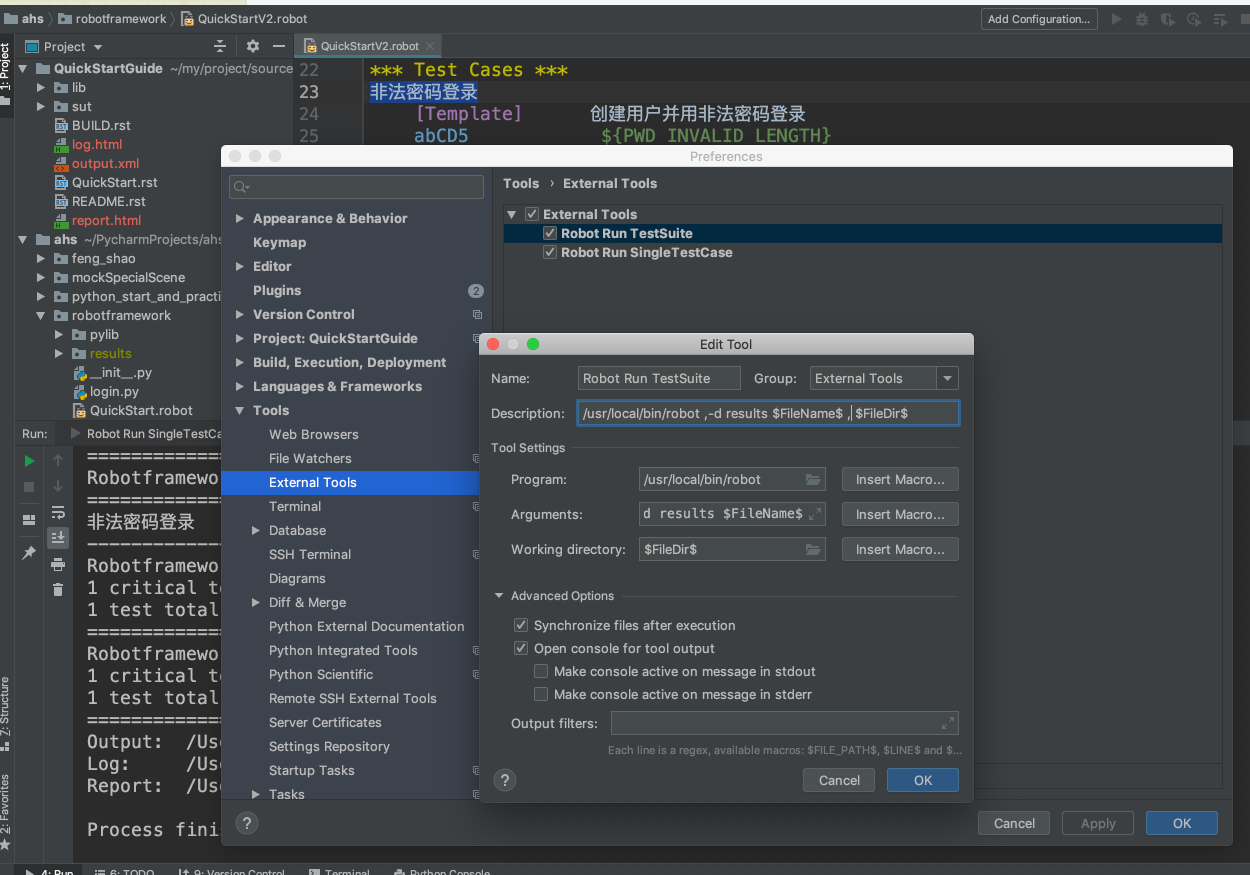 ahs robotframework QuickStartV2.robot Add Configuration...
1: Project
Project
QuickStartV2.robot
QuickStartGuide ~/my/project/source
lib
sut
BUILD.rst
log.html
output.xml
QuickStart.rst
README.rst
report.html
ahs ~/PycharmProjects/ahs
feng_shao
mockSpecialScene
python_start_and_practi
robotframework
pylib
results
__init__.py
login.py
QuickStart.robot
22 *** Test Cases ***
23 非法密码登录
24 [Template] 创建用户并用非法密码登录
25 abCD5 ${PWD INVALID LENGTH}
Preferences
Appearance & Behavior
Keymap
Editor
Plugins 2
Version Control
Project: QuickStartGuide
Build, Execution, Deployment
Languages & Frameworks
Tools
Web Browsers
File Watchers
External Tools
Terminal
Database
SSH Terminal
Diagrams
Diff & Merge
Python External Documentation
Python Integrated Tools
Python Scientific
Remote SSH External Tools
Server Certificates
Settings Repository
Startup Tasks
Tasks
Tools › External Tools
External Tools
Robot Run TestSuite
Robot Run SingleTestCase
Edit Tool
Name: Robot Run TestSuite Group: External Tools
Description: /usr/local/bin/robot ,-d results $FileName$ , $FileDir$
Tool Settings
Program: /usr/local/bin/robot Insert Macro...
Arguments: d results $FileName$ Insert Macro...
Working directory: $FileDir$ Insert Macro...
Advanced Options
Synchronize files after execution
Open console for tool output
Make console active on message in stdout
Make console active on message in stderr
Output filters:
Each line is a regex, available macros: $FILE_PATH$, $LINE$ and $...
? Cancel OK
? Cancel Apply OK
Run: Robot Run SingleTestCa
==============
Robotframewo
==============
非法密码登录
--------------
Robotframewo
1 critical te
1 test total
==============
Robotframewo
1 critical te
1 test total
==============
Output: /Use
Log: /Use
Report: /Use
Process fini
7: Structure
2: Favorites
4: Run 6: TODO 9: Version Control Terminal Python Console